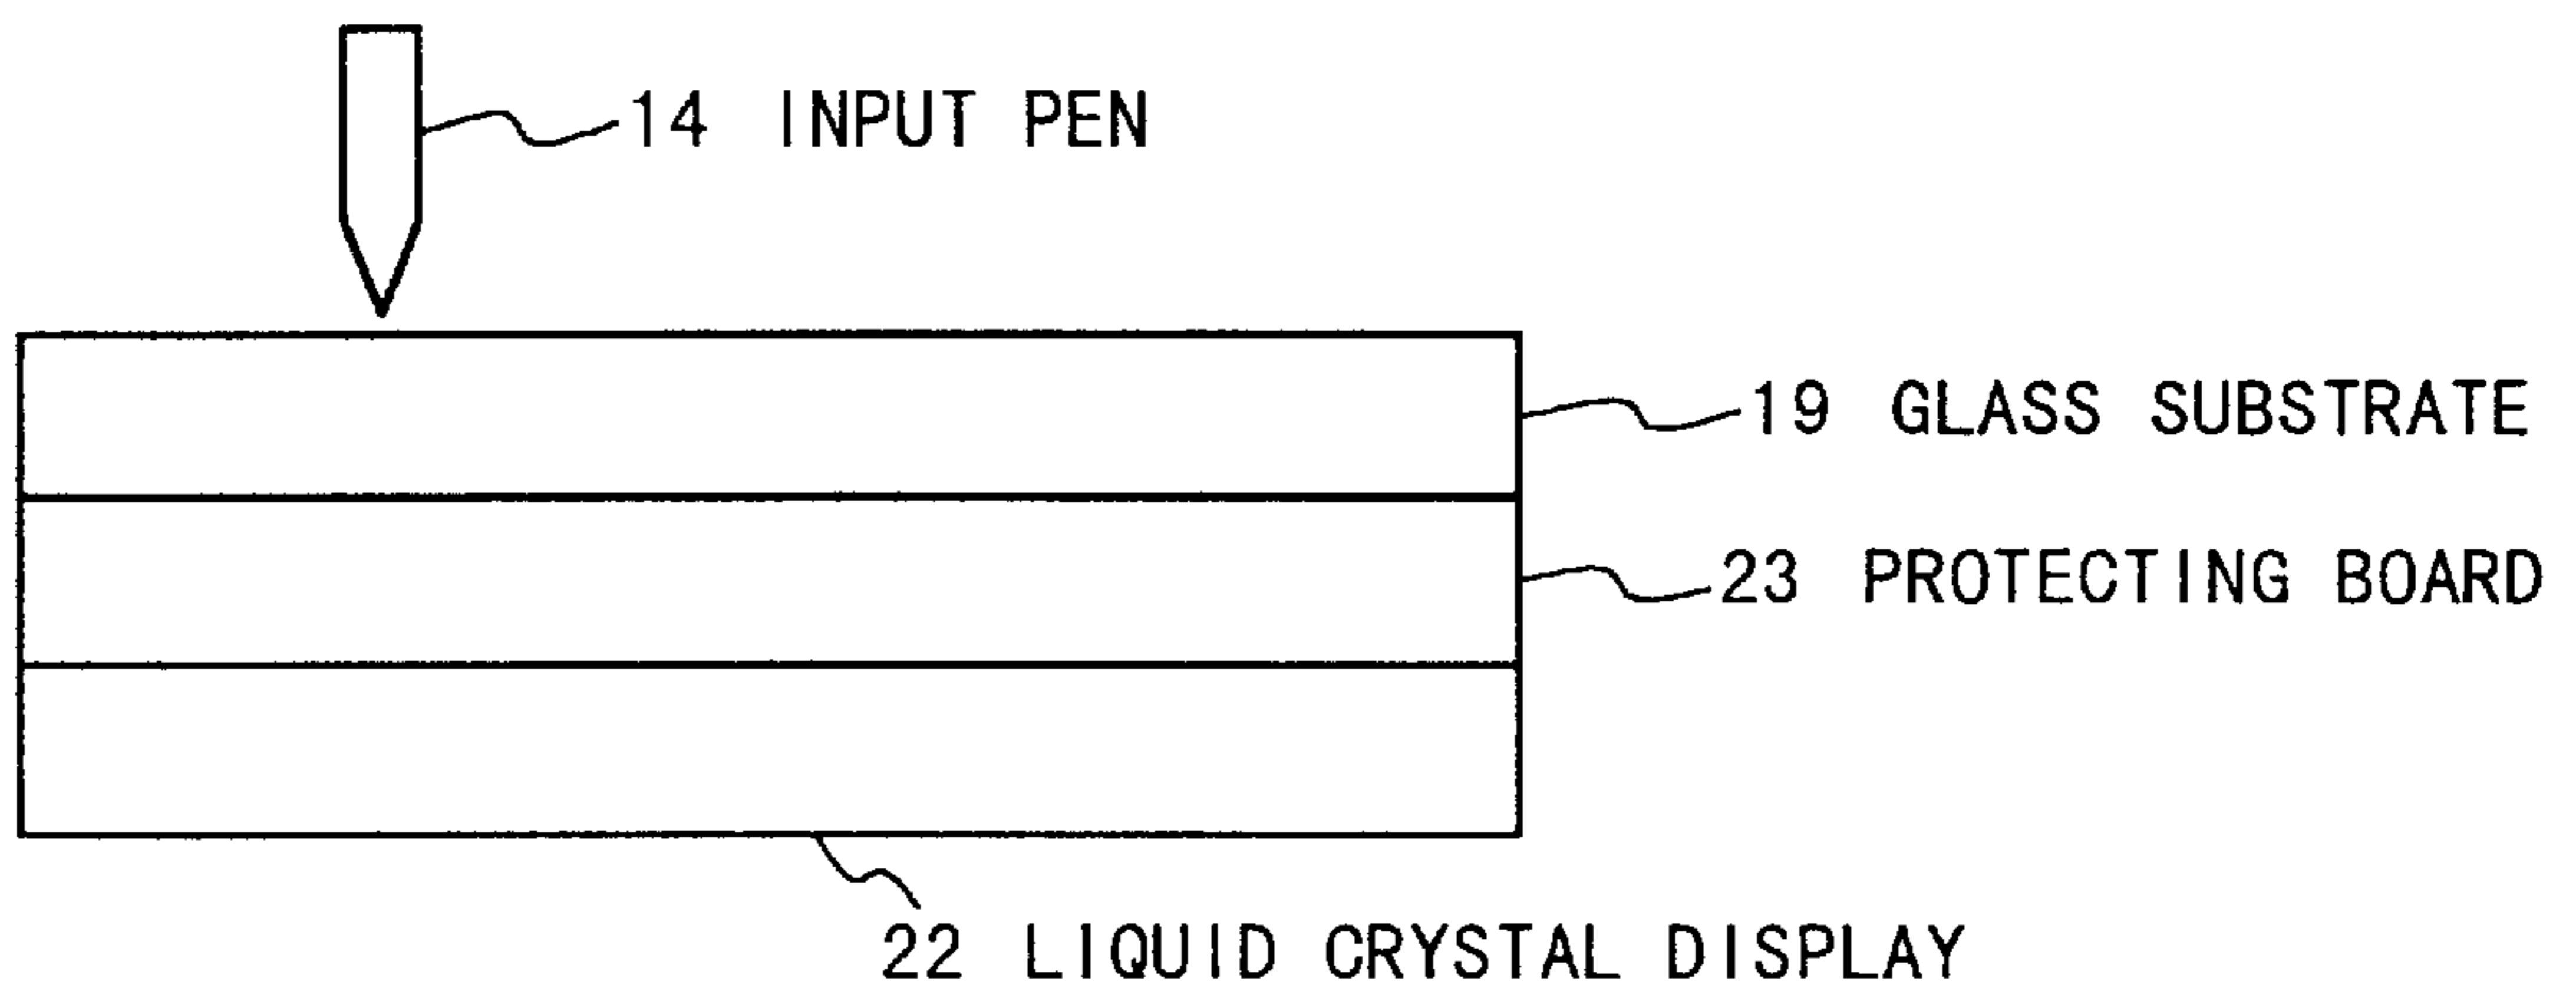 14 INPUT PEN
19 GLASS SUBSTRATE
23 PROTECTING BOARD
22 LIQUID CRYSTAL DISPLAY